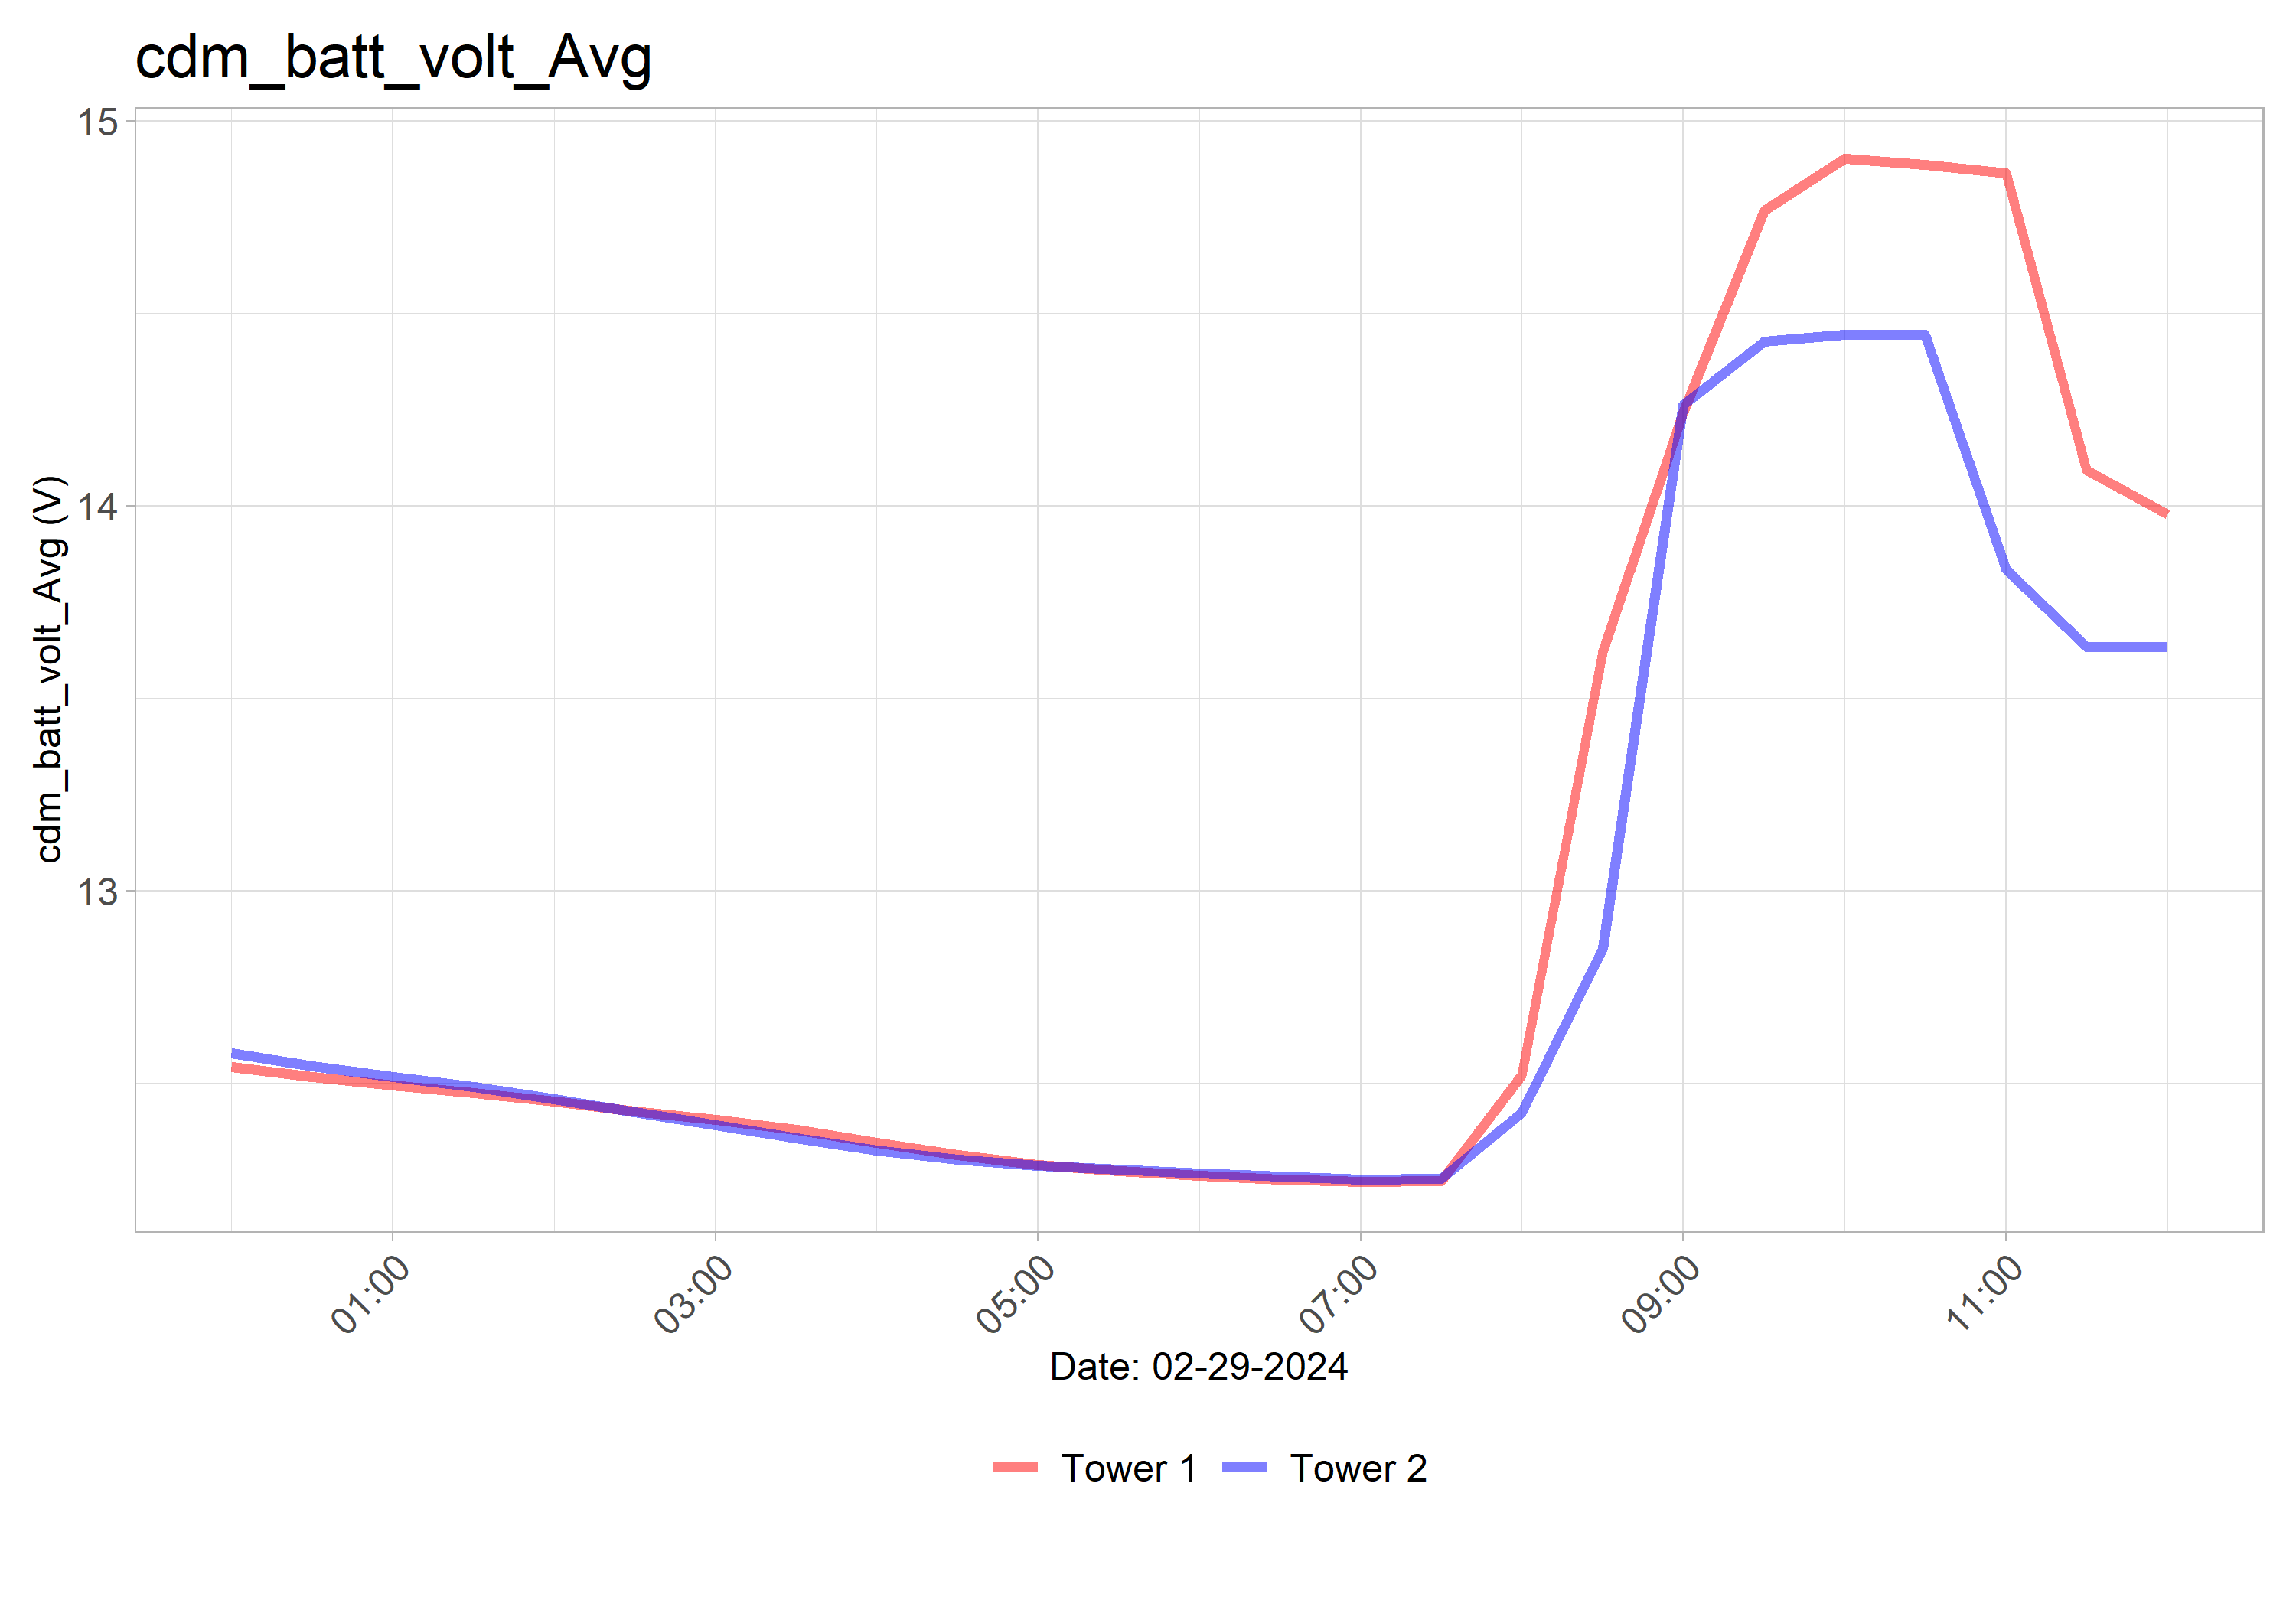 cdm_batt_volt_Avg
15
14
13
cdm_batt_volt_Avg (V)
01:00
03:00
05:00
07:00
09:00
11:00
Date: 02-29-2024
Tower 1
Tower 2